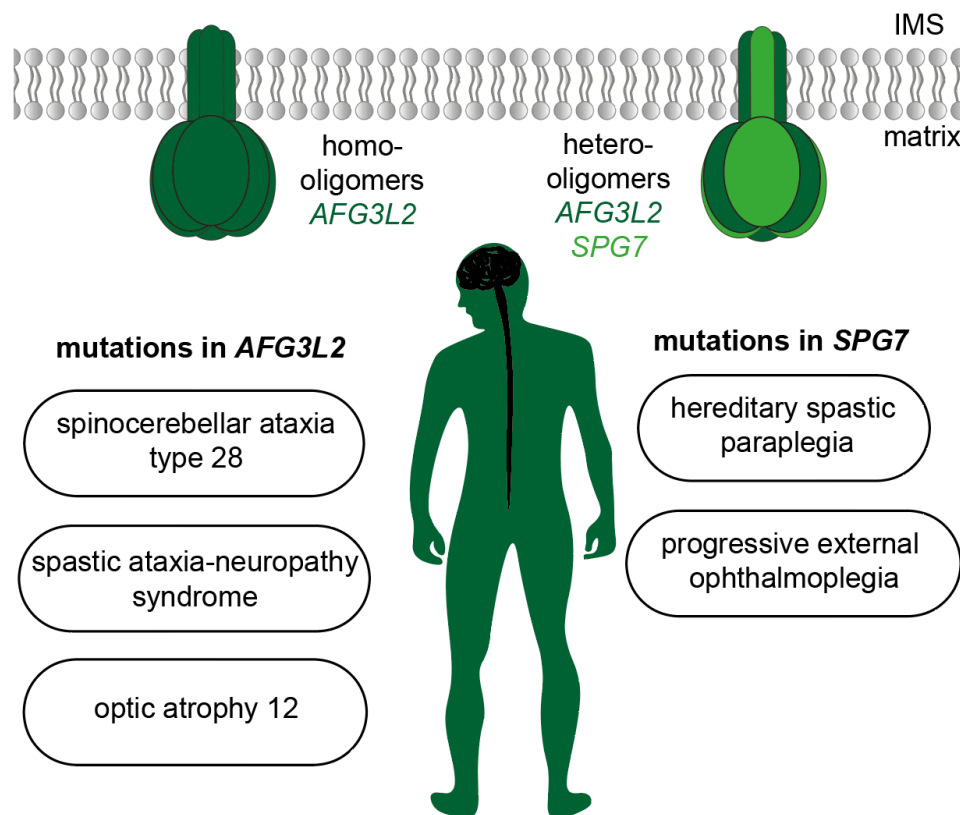 IMS
matrix
homo-
oligomers
AFG3L2
hetero-
oligomers
AFG3L2
SPG7
mutations in AFG3L2
spinocerebellar ataxia
type 28
spastic ataxia-neuropathy
syndrome
optic atrophy 12
mutations in SPG7
hereditary spastic
paraplegia
progressive external
ophthalmoplegia